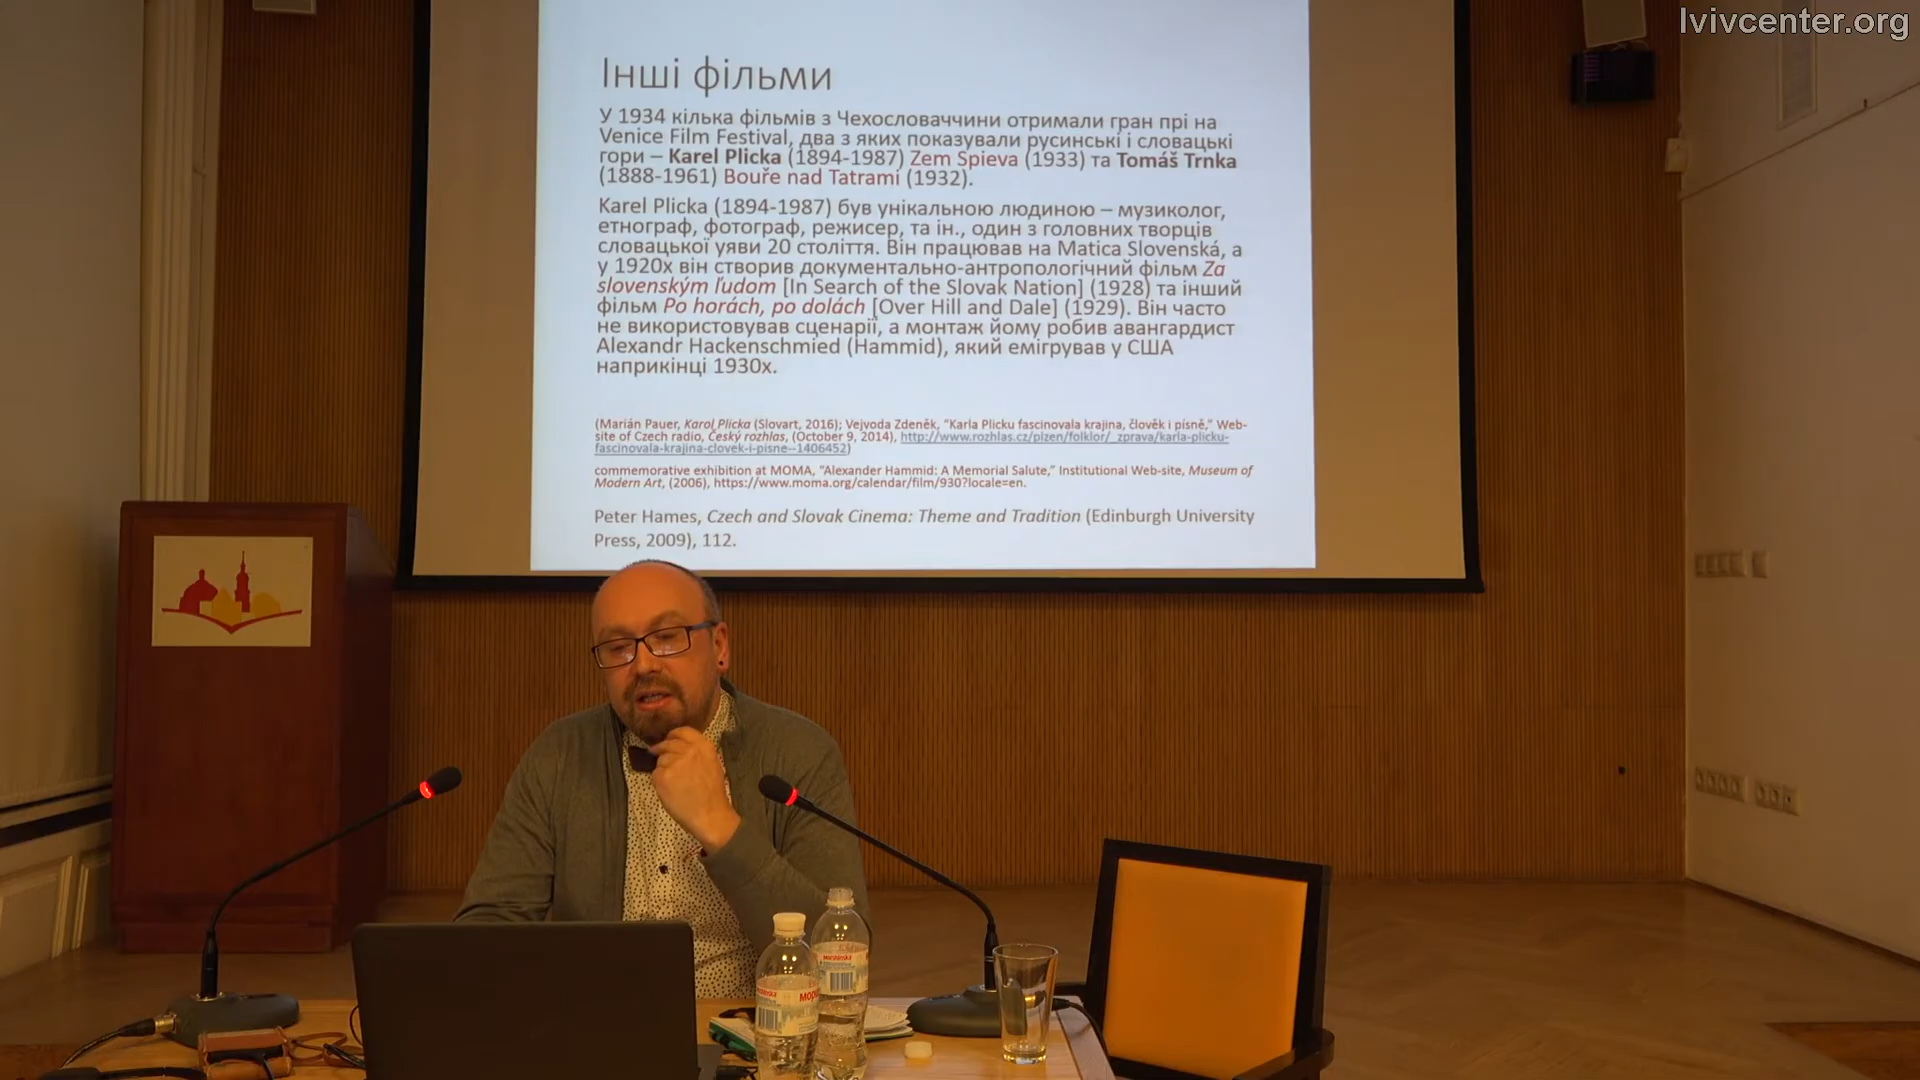 lvivcenter.org
Інші фільми
У 1934 кілька фільмів з Чехословаччини отримали гран прі на
Venice Film Festival, два з яких показували русинські і словацькі
гори – Karel Plicka (1894-1987) Zem Spieva (1933) та Tomáš Trnka
(1888-1961) Bouře nad Tatrami (1932).
Karel Plicka (1894-1987) був унікальною людиною – музиколог,
етнограф, фотограф, режисер, та ін., один з головних творців
словацької уяви 20 століття. Він працював на Matica Slovenská, а
у 1920х він створив документально-антропологічний фільм Za
slovenským ľudom [In Search of the Slovak Nation] (1928) та інший
фільм Po horách, po dolách [Over Hill and Dale] (1929). Він часто
не використовував сценарії, а монтаж йому робив авангардист
Alexandr Hackenschmied (Hammid), який емігрував у США
наприкінці 1930х.
(Marián Pauer, Karol Plicka (Slovart, 2016); Vejvoda Zdeněk, “Karla Plicku fascinovala krajina, člověk i písně,” Web-
site of Czech radio, Český rozhlas, (October 9, 2014), http://www.rozhlas.cz/plzen/folklor/_zprava/karla-plicku-
fascinovala-krajina-clovek-i-pisne--1406452)
commemorative exhibition at MOMA, “Alexander Hammid: A Memorial Salute,” Institutional Web-site, Museum of
Modern Art, (2006), https://www.moma.org/calendar/film/930?locale=en.
Peter Hames, Czech and Slovak Cinema: Theme and Tradition (Edinburgh University
Press, 2009), 112.